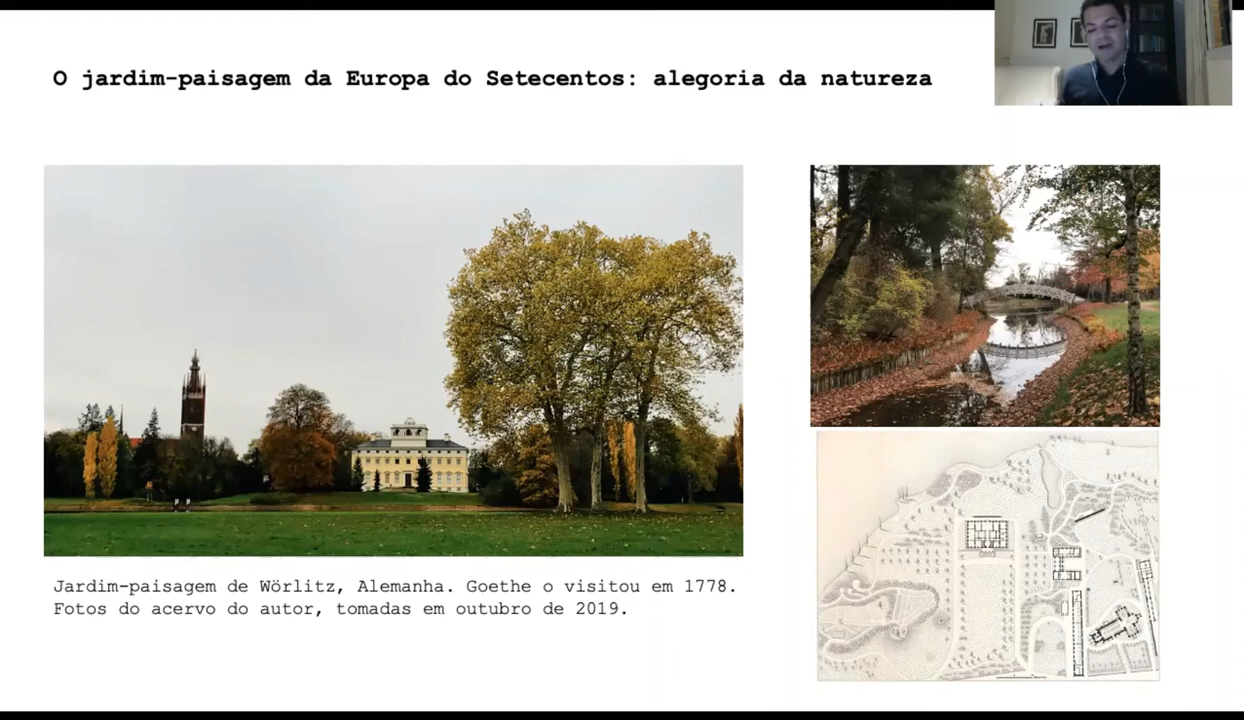 O jardim-paisagem da Europa do Setecentos: alegoria da natureza
Jardim-paisagem de Wörlitz, Alemanha. Goethe o visitou em 1778.
Fotos do acervo do autor, tomadas em outubro de 2019.